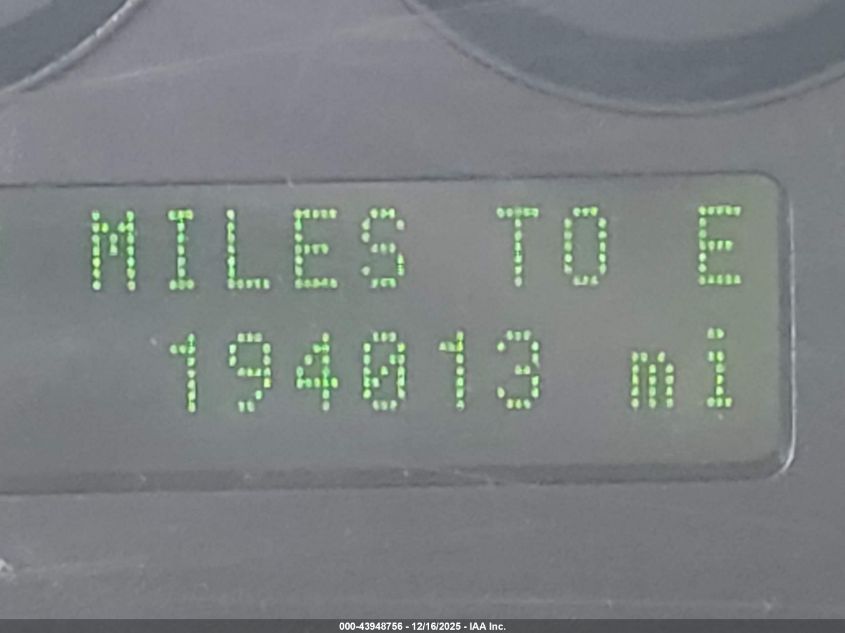 MILES TO E
194013 mi
000-43948756 - 12/16/2025 - IAA Inc.